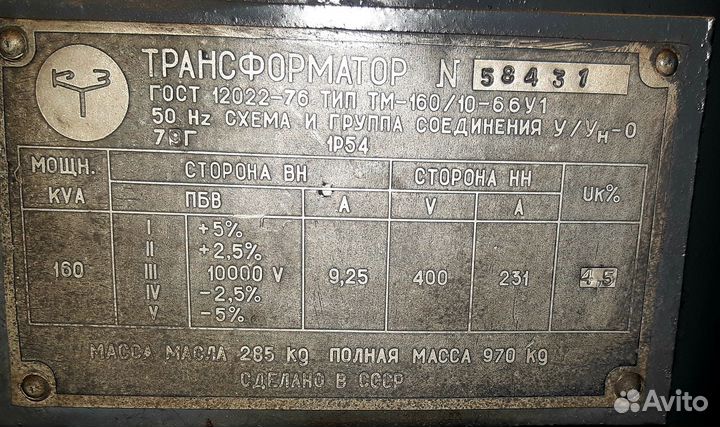 КЗ
ТРАНСФОРМАТОР N 58431
ГОСТ 12022-76 ТИП ТМ-160/10-66У1
50 Hz СХЕМА И ГРУППА СОЕДИНЕНИЯ У/Ун-0
79Г 1Р54
МОЩН. KVA СТОРОНА ВН СТОРОНА НН UK%
ПБВ A V A
I +5%
II +2,5%
160 III 10000 V 9,25 400 231 4,5
IV -2,5%
V -5%
МАССА МАСЛА 285 kg ПОЛНАЯ МАССА 970 kg
СДЕЛАНО В СССР
Avito